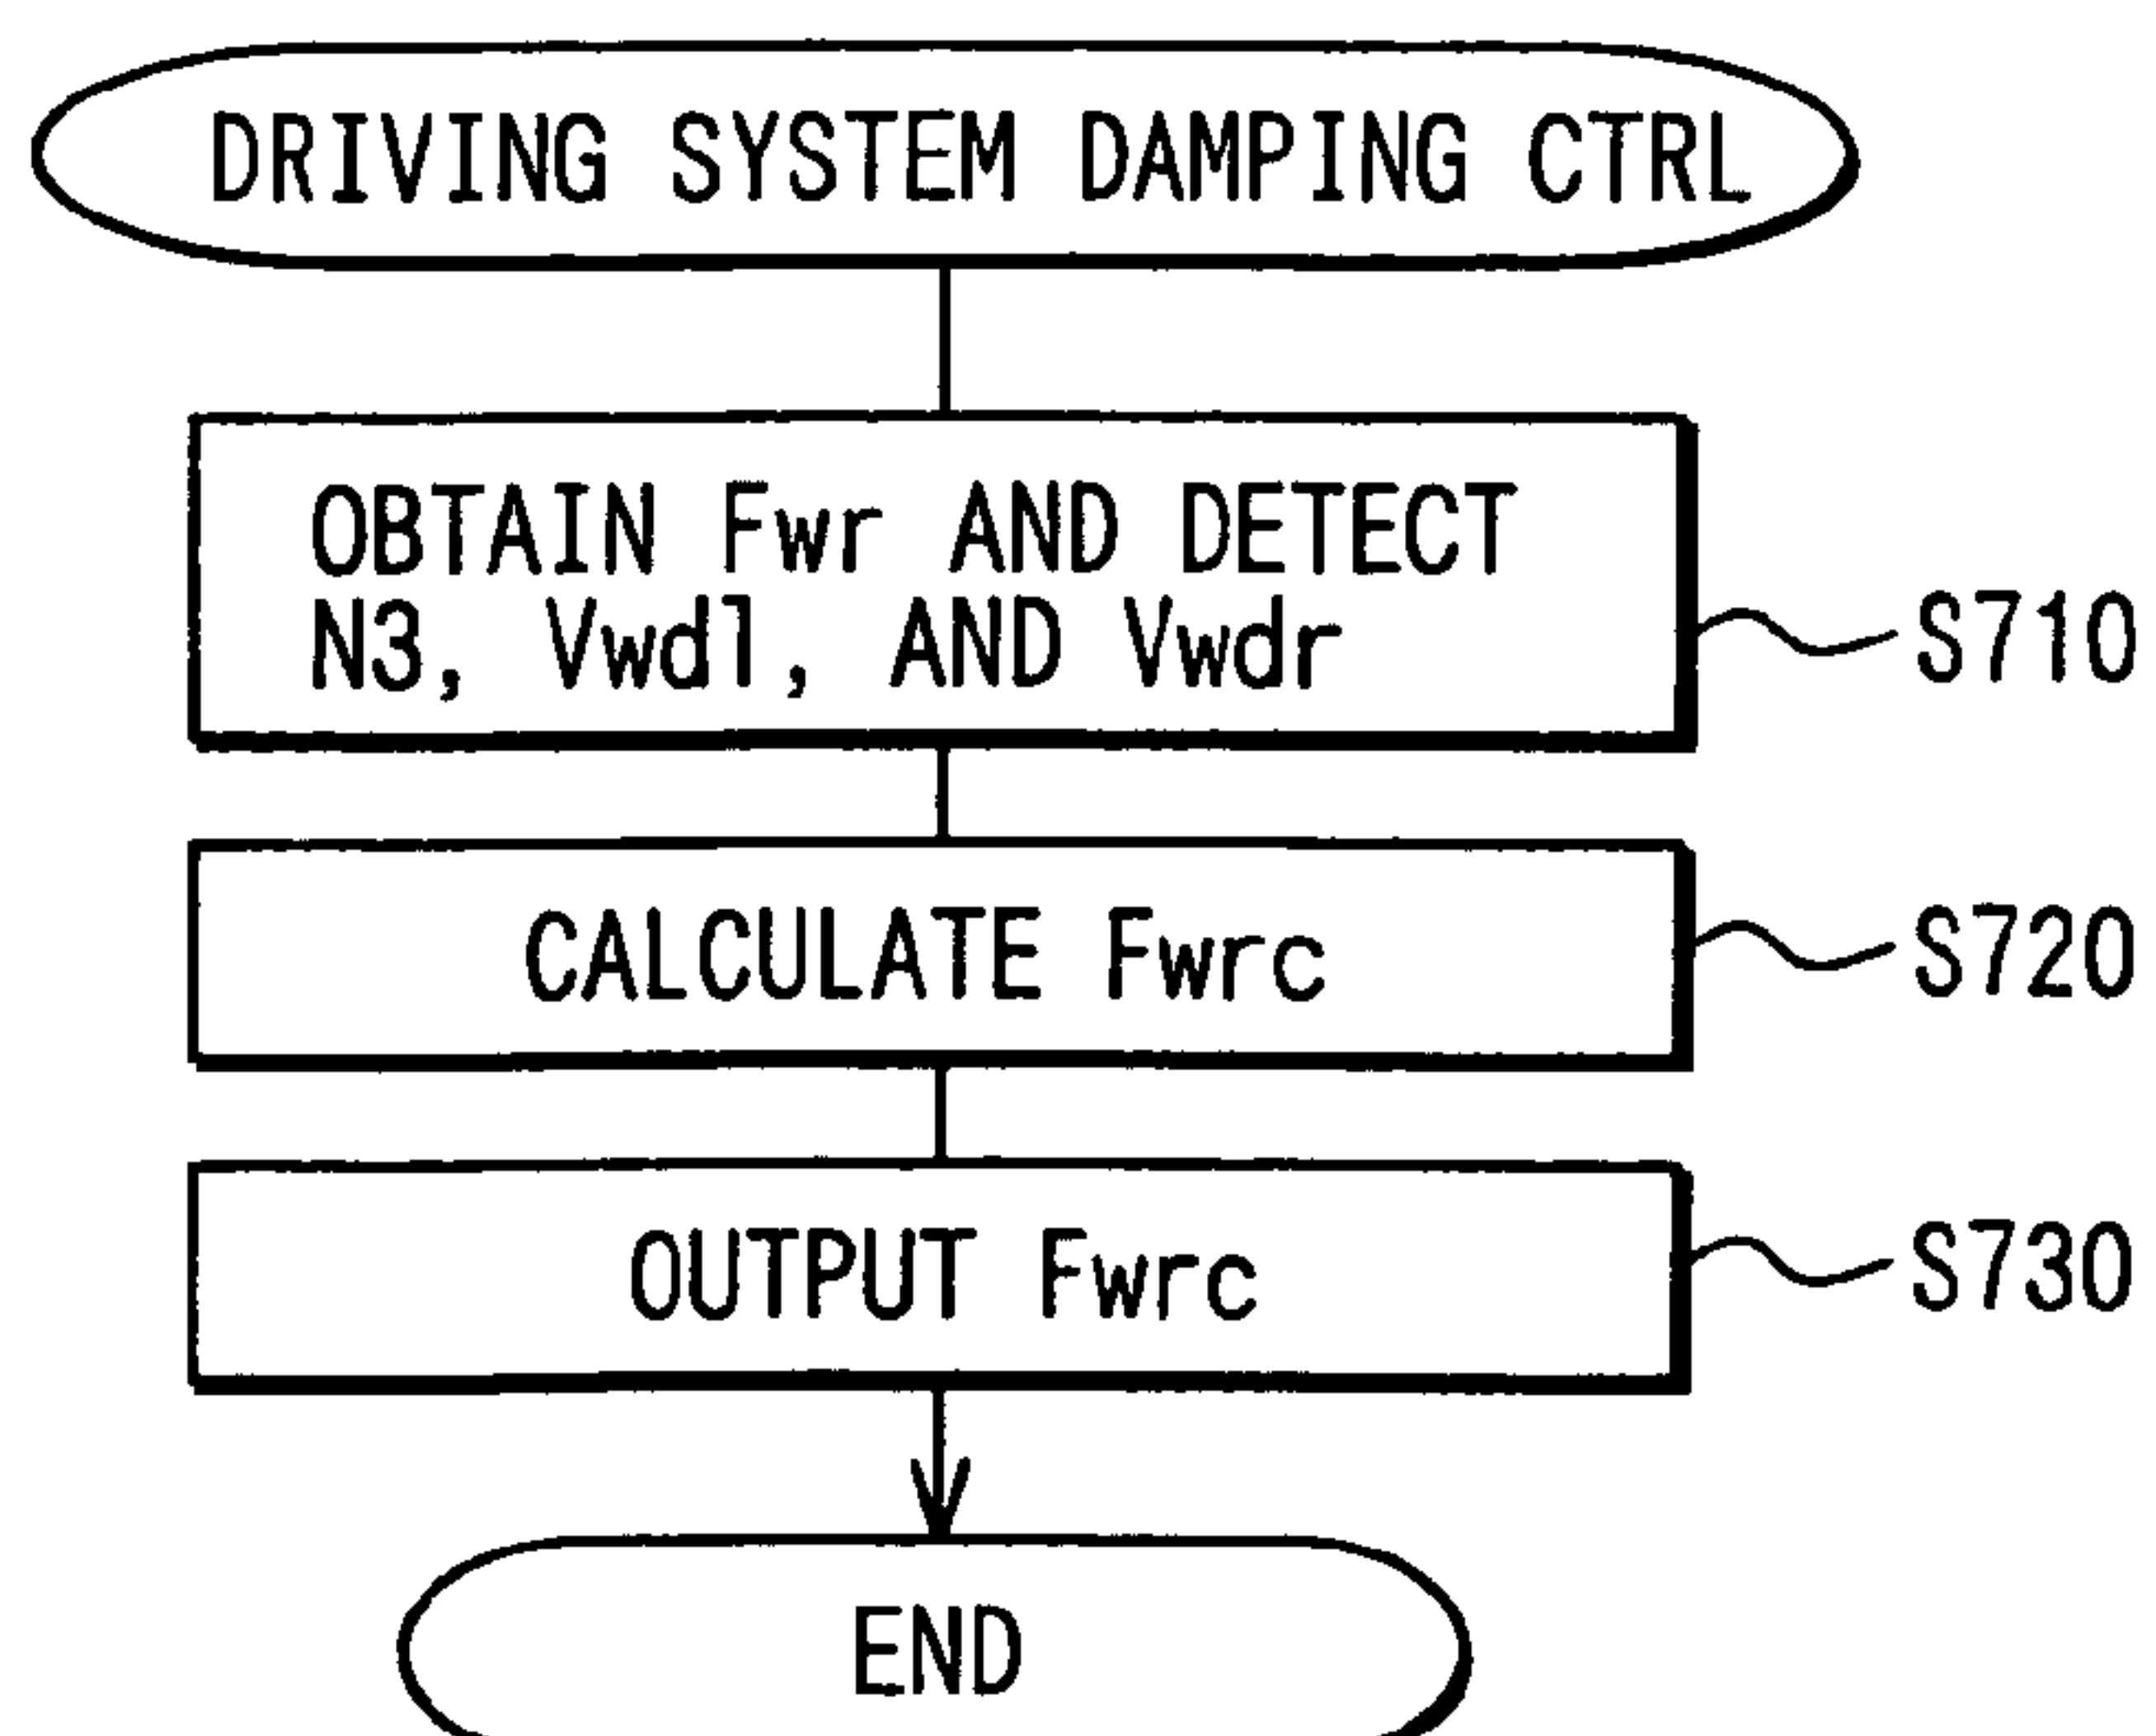 DRIVING SYSTEM DAMPING CTRL
OBTAIN Fwr AND DETECT
N3, Vwdl, AND Vwdr
S710
CALCULATE Fwrc
S720
OUTPUT Fwrc
S730
END